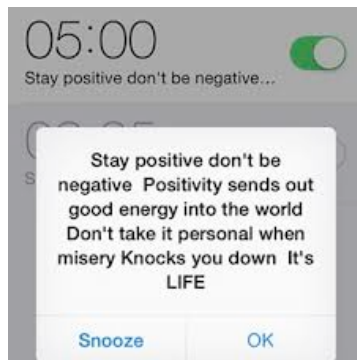 05:00
Stay positive don't be negative...
S
Stay positive don't be
negative  Positivity sends out
good energy into the world
Don't take it personal when
misery Knocks you down  It's
LIFE
Snooze
OK